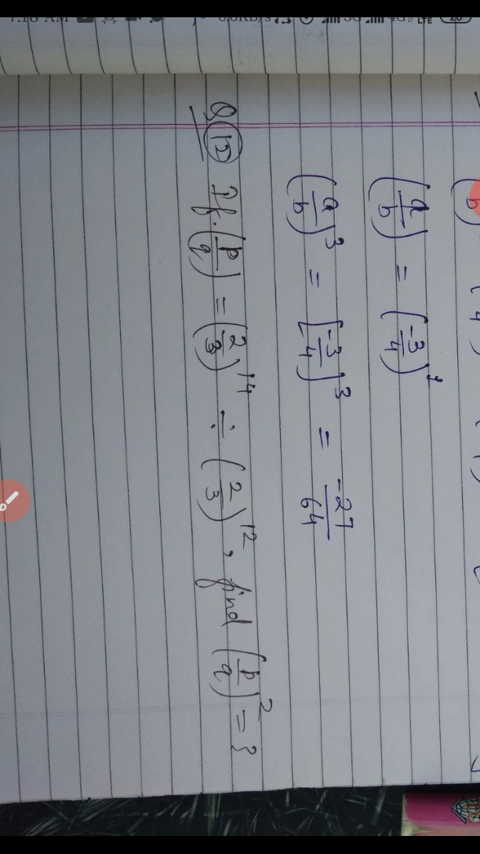 (a/b) = (-3/4)¹
(a/b)³ = [-3/4]³ = -27/64
Q (12) If. (p/q) = (2/3)¹⁴ ÷ (2/3)¹², find (p/q)² = ?